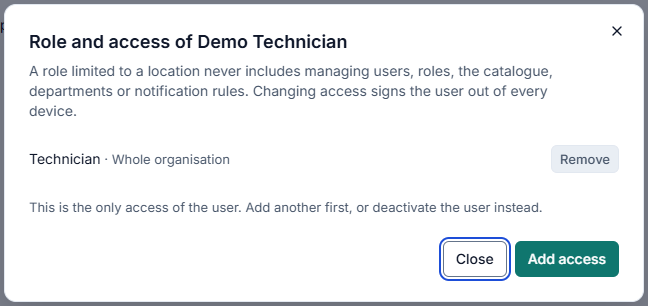 Role and access of Demo Technician
A role limited to a location never includes managing users, roles, the catalogue,
departments or notification rules. Changing access signs the user out of every
device.
Technician · Whole organisation
Remove
This is the only access of the user. Add another first, or deactivate the user instead.
Close
Add access